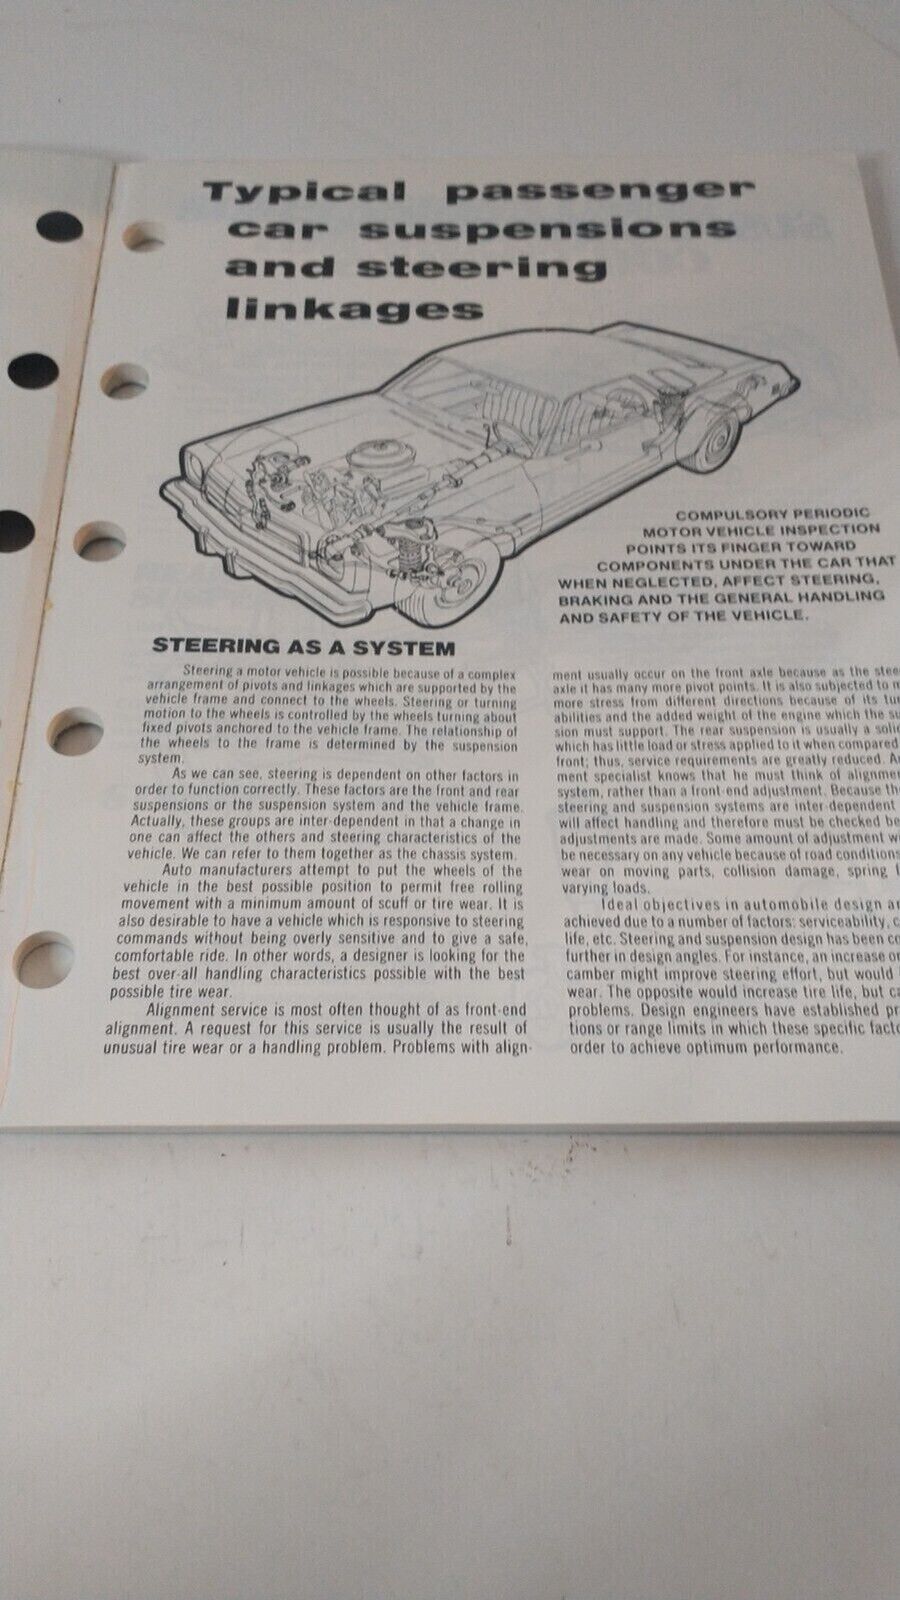 Typical passenger
car suspensions
and steering
linkages
COMPULSORY PERIODIC
MOTOR VEHICLE INSPECTION
POINTS ITS FINGER TOWARD
COMPONENTS UNDER THE CAR THAT
WHEN NEGLECTED, AFFECT STEERING,
BRAKING AND THE GENERAL HANDLING
AND SAFETY OF THE VEHICLE.
STEERING AS A SYSTEM
Steering a motor vehicle is possible because of a complex
arrangement of pivots and linkages which are supported by the
vehicle frame and connect to the wheels. Steering or turning
motion to the wheels is controlled by the wheels turning about
fixed pivots anchored to the vehicle frame. The relationship of
the wheels to the frame is determined by the suspension
system.
As we can see, steering is dependent on other factors in
order to function correctly. These factors are the front and rear
suspensions or the suspension system and the vehicle frame.
Actually, these groups are inter-dependent in that a change in
one can affect the others and steering characteristics of the
vehicle. We can refer to them together as the chassis system.
Auto manufacturers attempt to put the wheels of the
vehicle in the best possible position to permit free rolling
movement with a minimum amount of scuff or tire wear. It is
also desirable to have a vehicle which is responsive to steering
commands without being overly sensitive and to give a safe,
comfortable ride. In other words, a designer is looking for the
best over-all handling characteristics possible with the best
possible tire wear.
Alignment service is most often thought of as front-end
alignment. A request for this service is usually the result of
unusual tire wear or a handling problem. Problems with align-
ment usually occur on the front axle because as the stee
axle it has many more pivot points. It is also subjected to
more stress from different directions because of its tu
abilities and the added weight of the engine which the su
sion must support. The rear suspension is usually a soli
which has little load or stress applied to it when compared
front; thus, service requirements are greatly reduced.
ment specialist knows that he must think of alignme
system, rather than a front-end adjustment. Because the
steering and suspension systems are inter-dependent
will affect handling and therefore must be checked be
adjustments are made. Some amount of adjustment w
be necessary on any vehicle because of road conditions
wear on moving parts, collision damage, spring
varying loads.
Ideal objectives in automobile design a
achieved due to a number of factors: serviceability, c
life, etc. Steering and suspension design has been co
further in design angles. For instance, an increase o
camber might improve steering effort, but would
wear. The opposite would increase tire life, but ca
problems. Design engineers have established pr
tions or range limits in which these specific facto
order to achieve optimum performance.